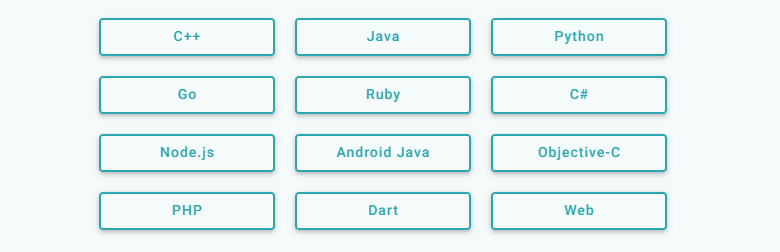 C++
Java
Python
Go
Ruby
C#
Node.js
Android Java
Objective-C
PHP
Dart
Web